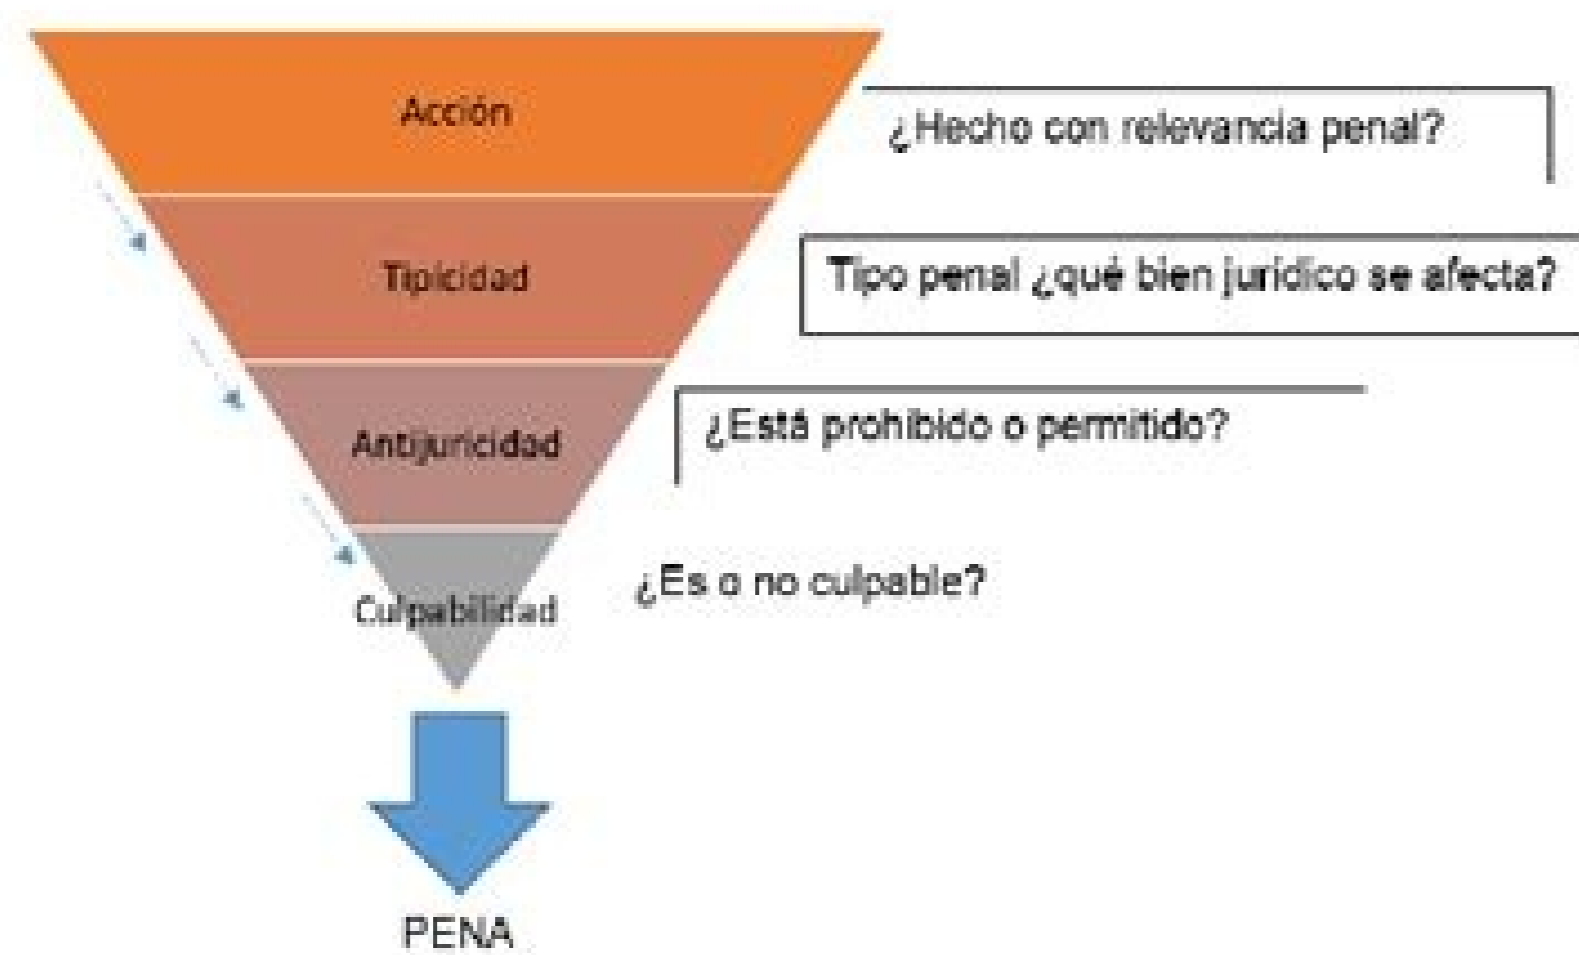 Acción
¿Hecho con relevancia penal?
Tipicidad
Tipo penal ¿qué bien jurídico se afecta?
Antijuricidad
¿Está prohibido o permitido?
Culpabilidad
¿Es o no culpable?
PENA